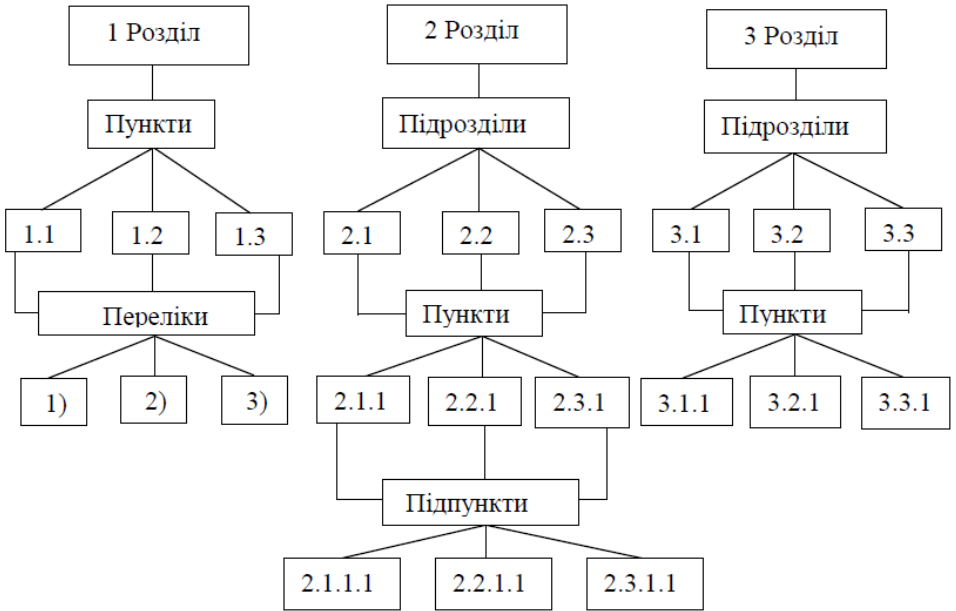 1 Розділ
2 Розділ
3 Розділ
Пункти
Підрозділи
Підрозділи
1.1
1.2
1.3
2.1
2.2
2.3
3.1
3.2
3.3
Переліки
Пункти
Пункти
1)
2)
3)
2.1.1
2.2.1
2.3.1
3.1.1
3.2.1
3.3.1
Підпункти
2.1.1.1
2.2.1.1
2.3.1.1